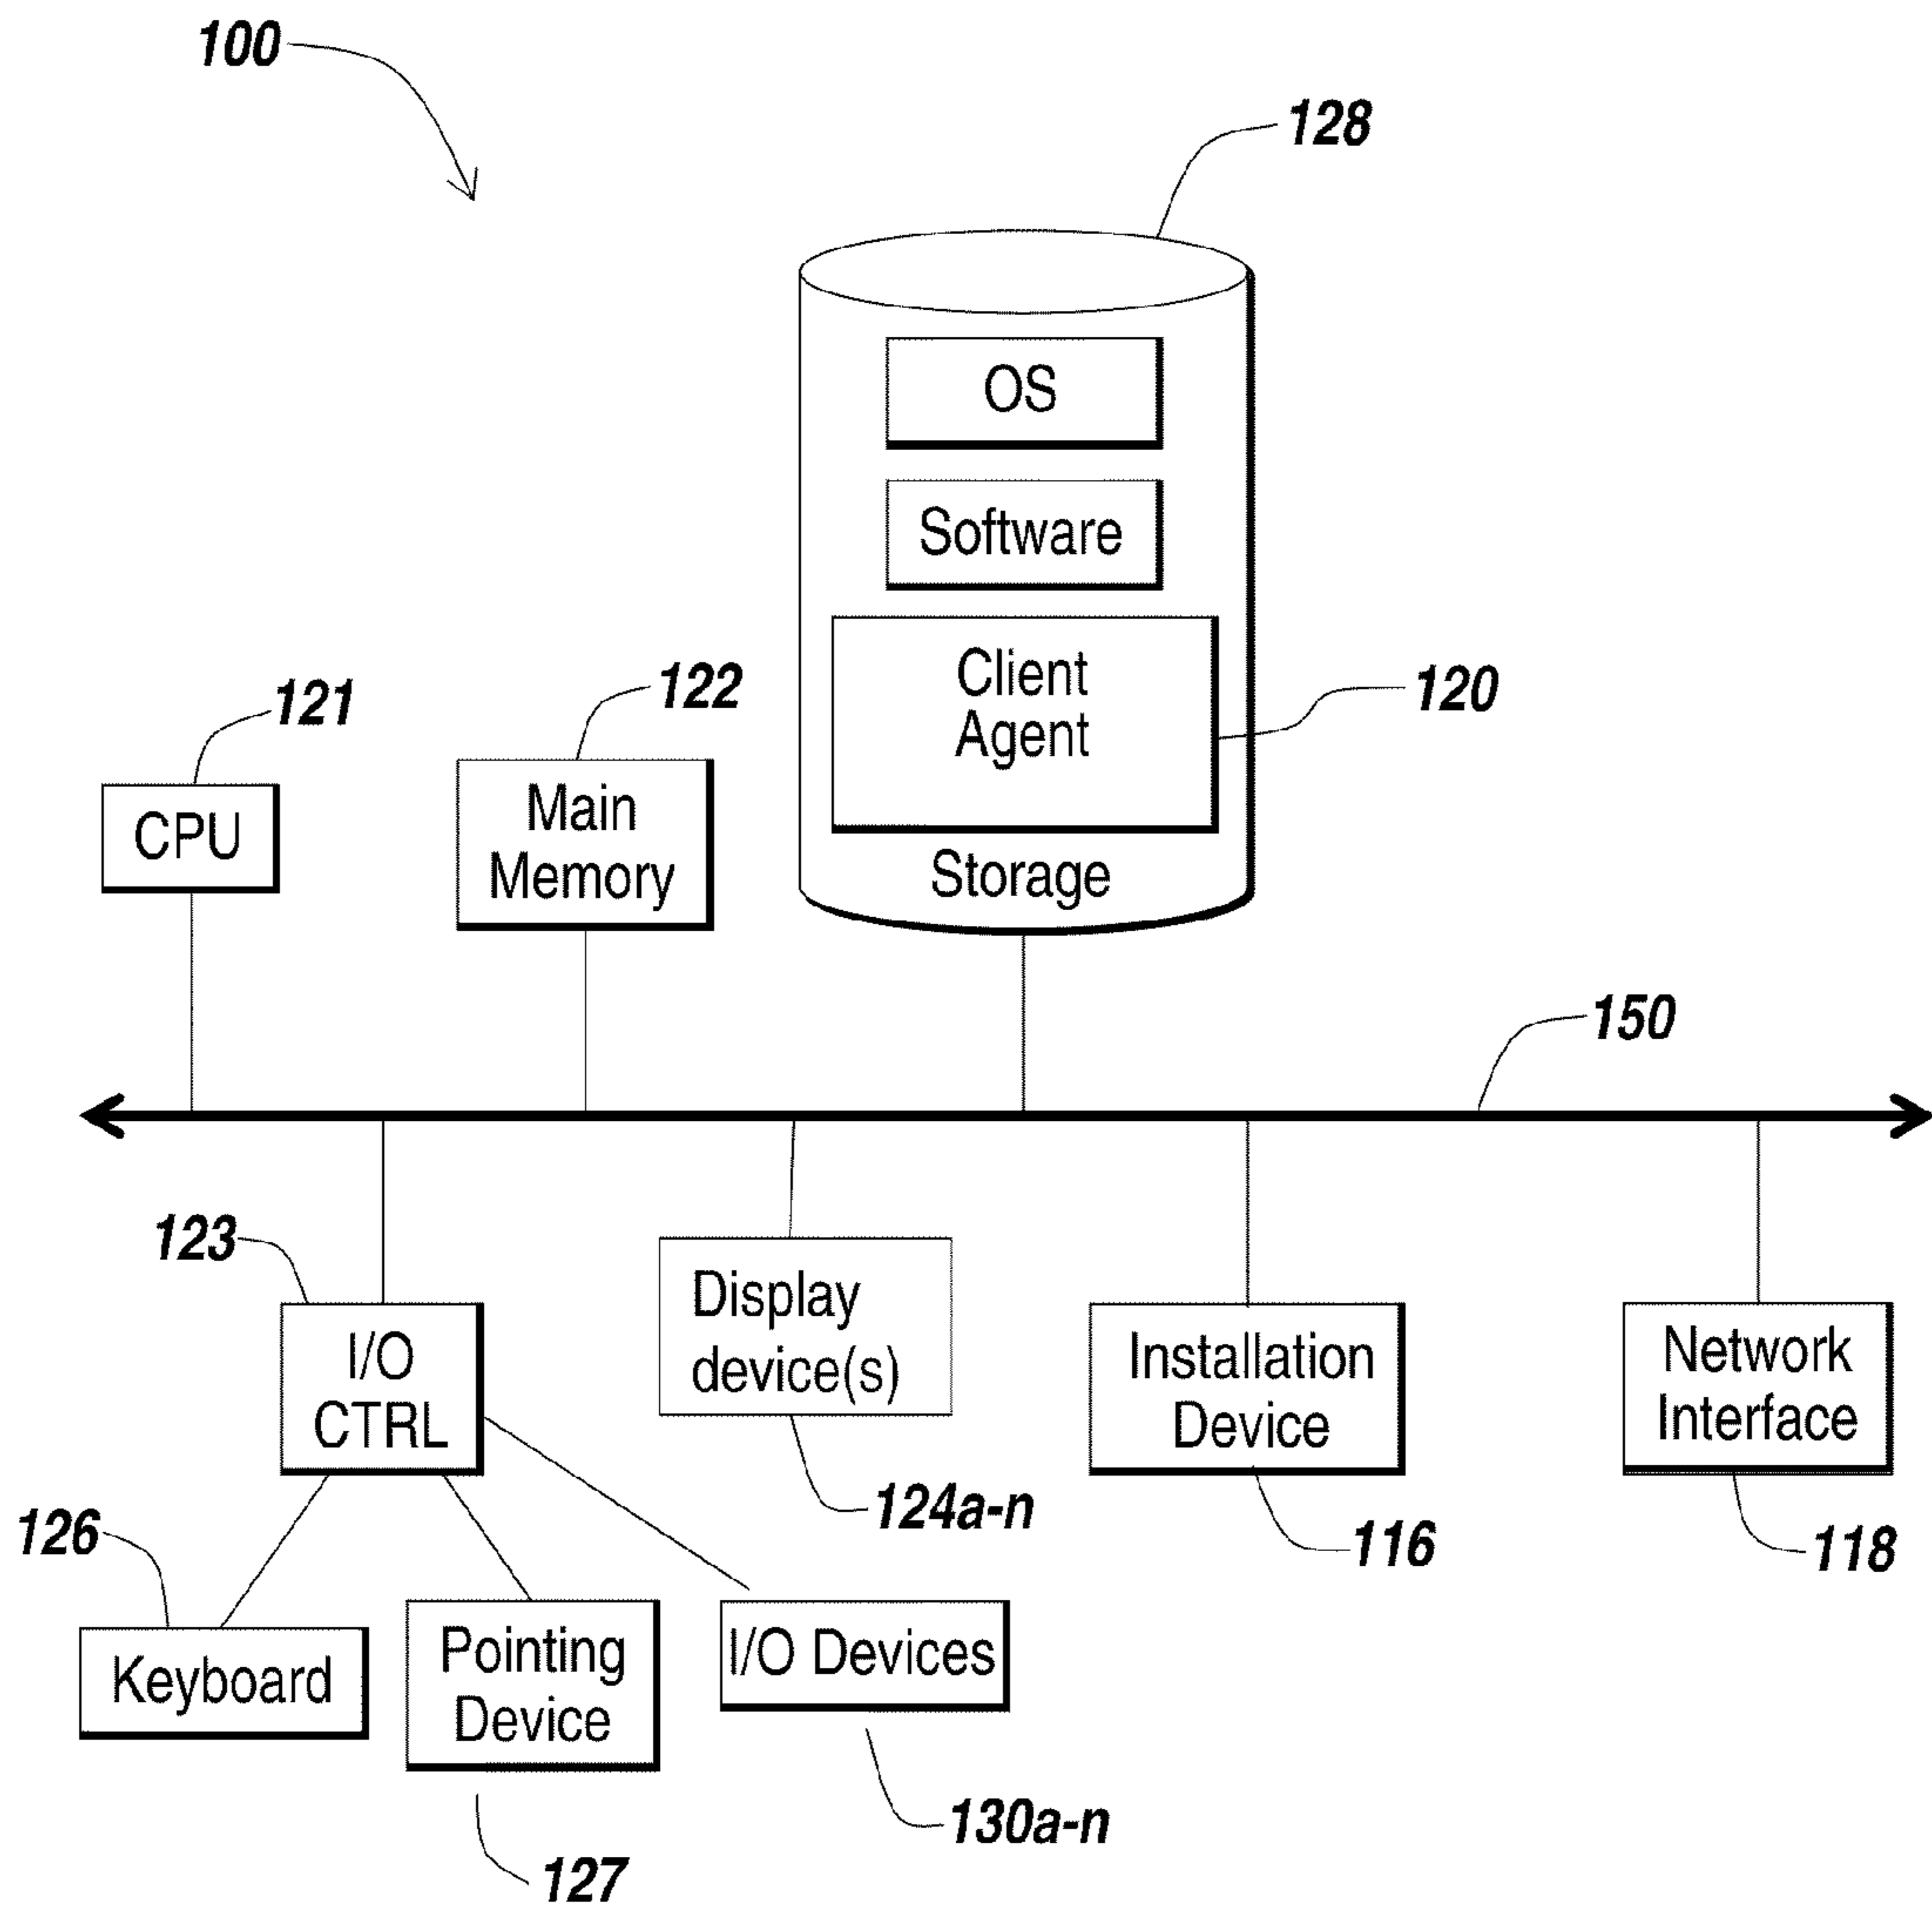 100
128
OS
Software
Client
Agent
120
Storage
121
CPU
122
Main
Memory
150
123
I/O
CTRL
Display
device(s)
124a-n
Installation
Device
116
Network
Interface
118
126
Keyboard
Pointing
Device
127
I/O Devices
130a-n